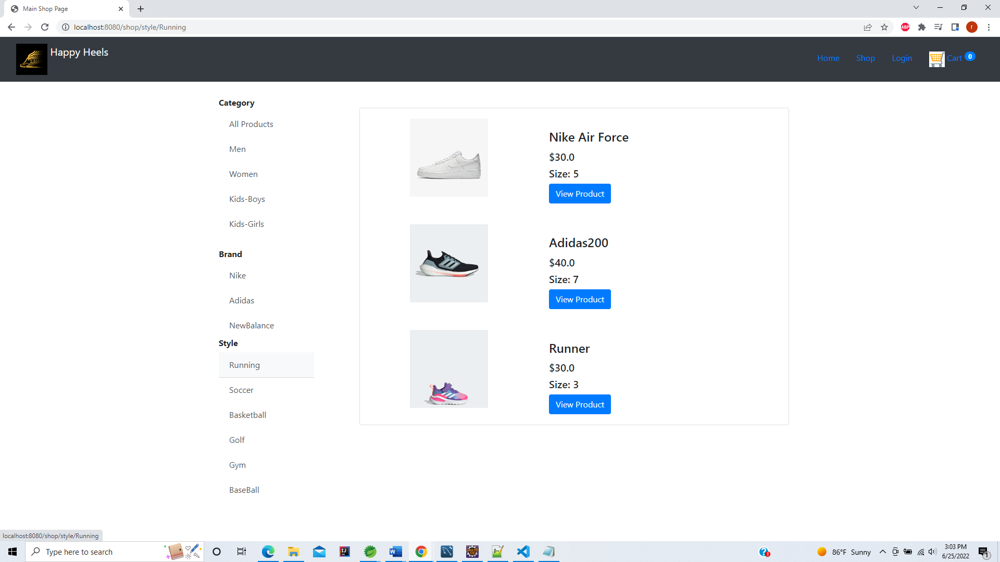 Main Shop Page
localhost:8080/shop/style/Running
ABP
r
Happy Heels
Home
Shop
Login
Cart 0
Category
All Products
Men
Women
Kids-Boys
Kids-Girls
Brand
Nike
Adidas
NewBalance
Style
Running
Soccer
Basketball
Golf
Gym
BaseBall
Nike Air Force
$30.0
Size: 5
View Product
Adidas200
$40.0
Size: 7
View Product
Runner
$30.0
Size: 3
View Product
localhost:8080/shop/style/Running
Type here to search
86°F Sunny
3:03 PM
6/25/2022
1